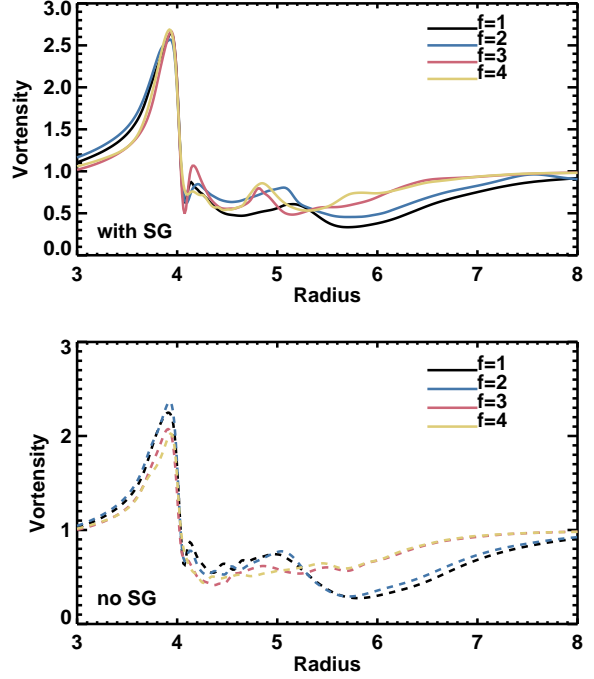 3.0
f=1
f=2
2.5
f=3
f=4
2.0
Vortensity
1.5
1.0
0.5
with SG
0.0
3 4 5 6 7 8
Radius
3
f=1
f=2
f=3
f=4
2
Vortensity
1
no SG
0
3 4 5 6 7 8
Radius